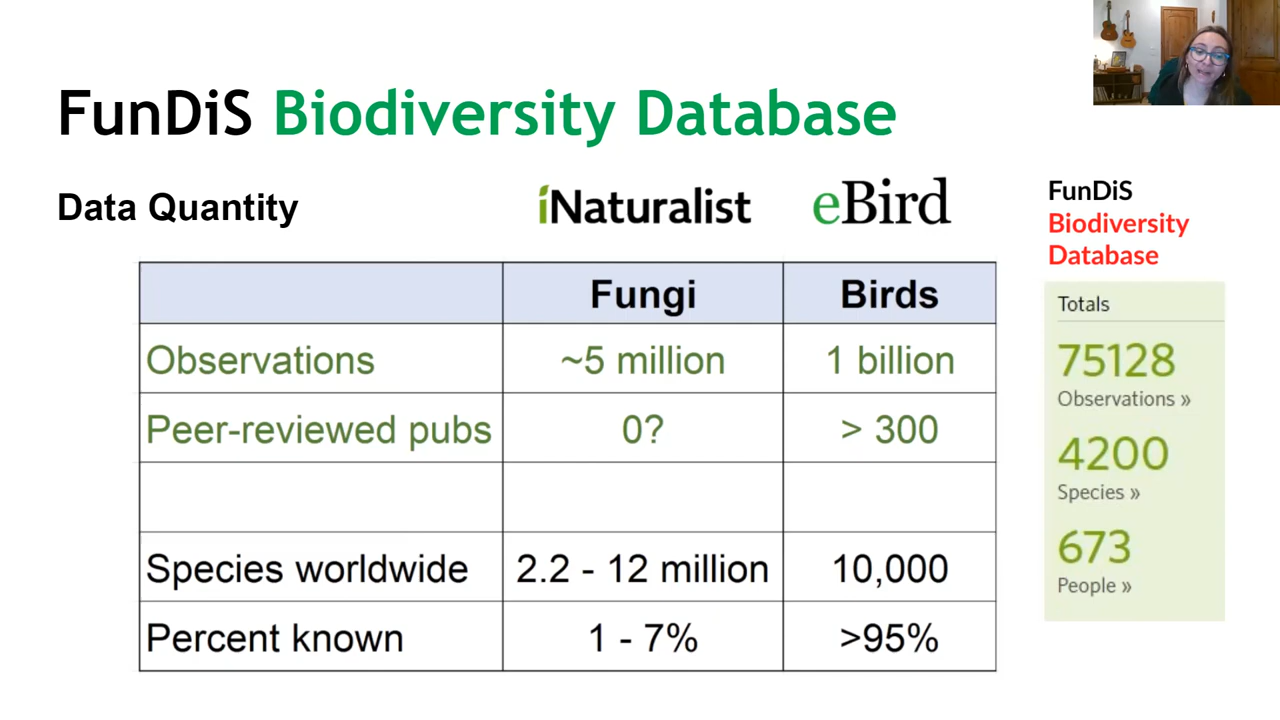 FunDiS Biodiversity Database
Data Quantity
iNaturalist
eBird
Fungi
Birds
Observations
~5 million
1 billion
Peer-reviewed pubs
0?
> 300
Species worldwide
2.2 - 12 million
10,000
Percent known
1 - 7%
>95%
FunDiS
Biodiversity
Database
Totals
75128
Observations »
4200
Species »
673
People »